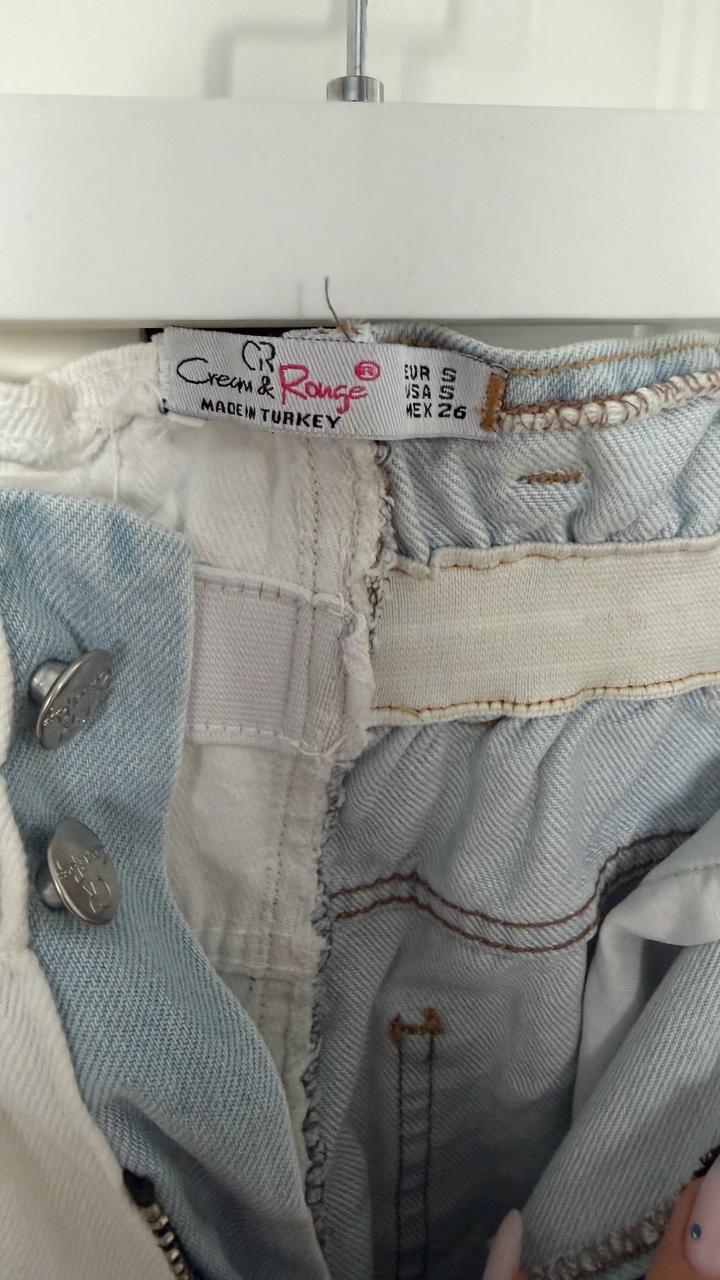 CR
Cream & Rouge ®
MADE IN TURKEY
EUR S
USA S
MEX 26